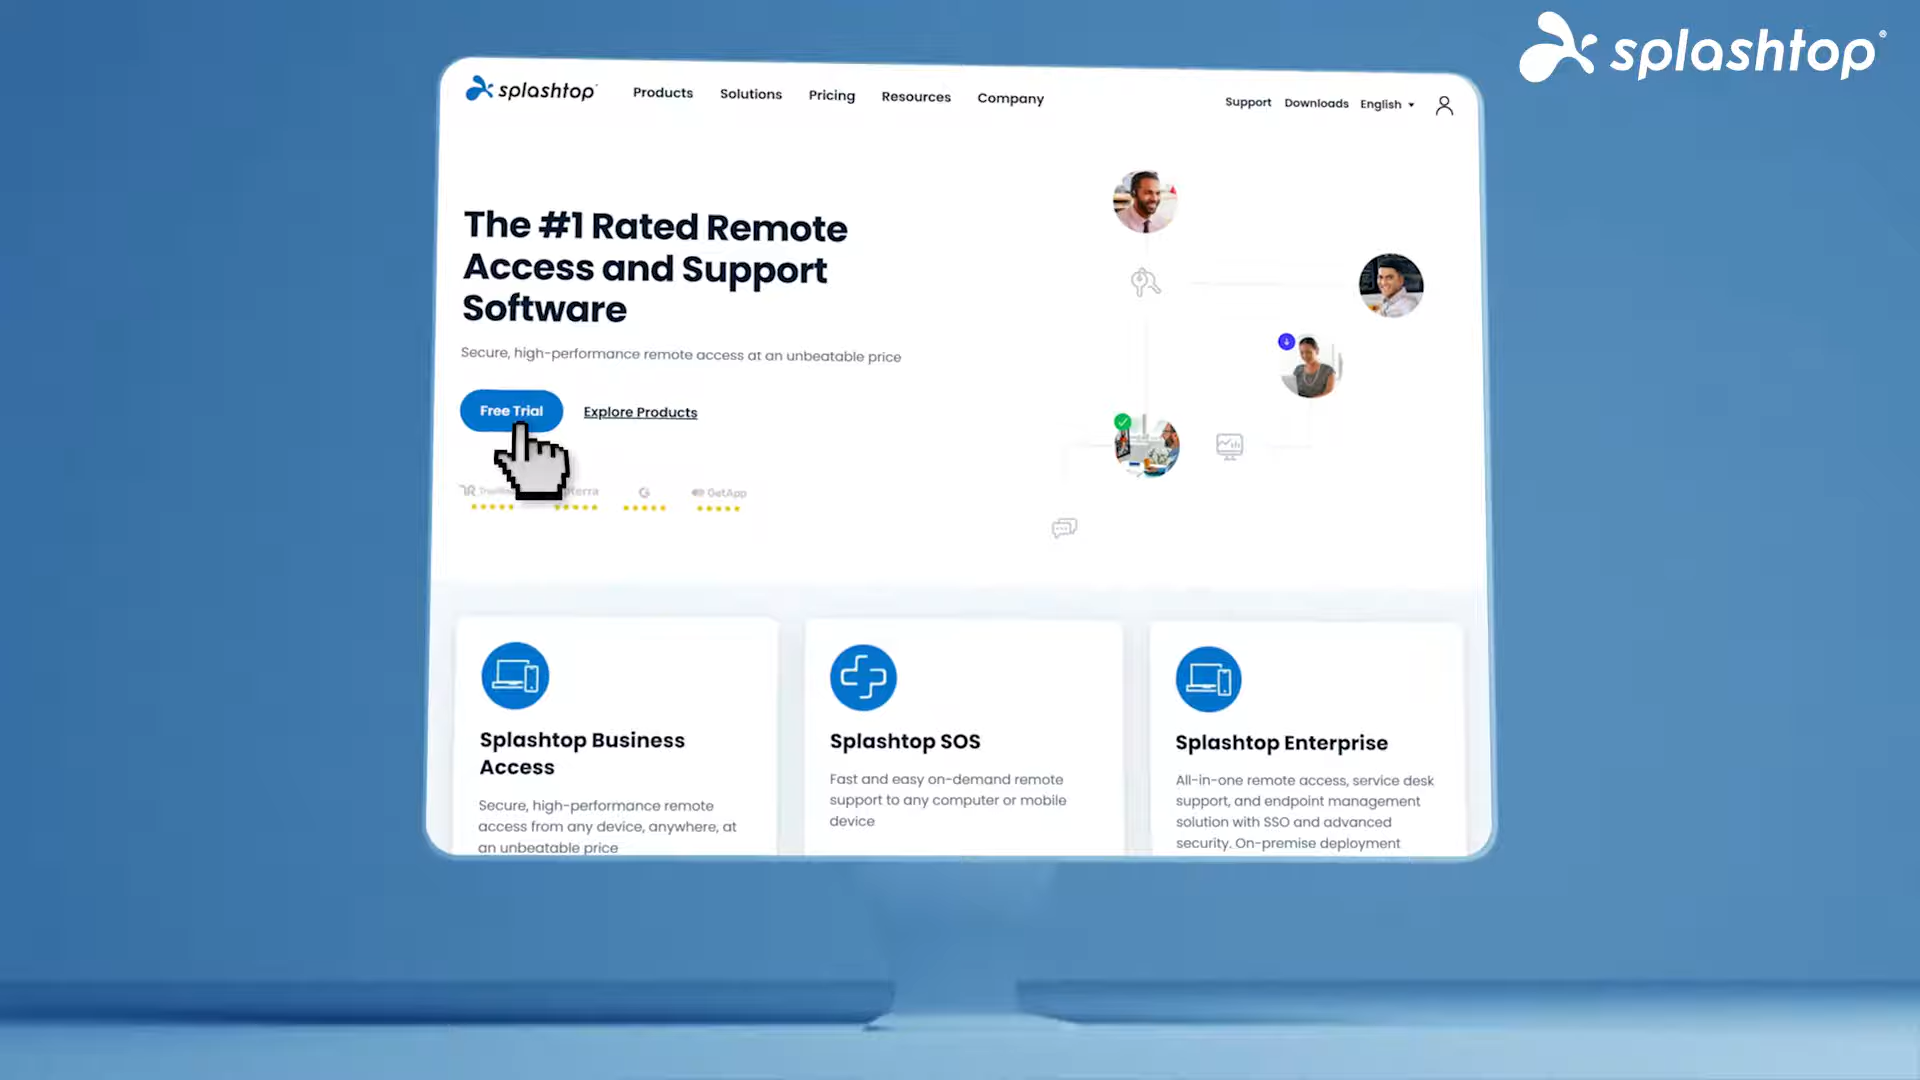 splashtop
splashtop
Products
Solutions
Pricing
Resources
Company
Support
Downloads
English
The #1 Rated Remote
Access and Support
Software
Secure, high-performance remote access at an unbeatable price
Free Trial
Explore Products
GetApp
Splashtop Business
Access
Secure, high-performance remote
access from any device, anywhere, at
an unbeatable price
Splashtop SOS
Fast and easy on-demand remote
support to any computer or mobile
device
Splashtop Enterprise
All-in-one remote access, service desk
support, and endpoint management
solution with SSO and advanced
security. On-premise deployment